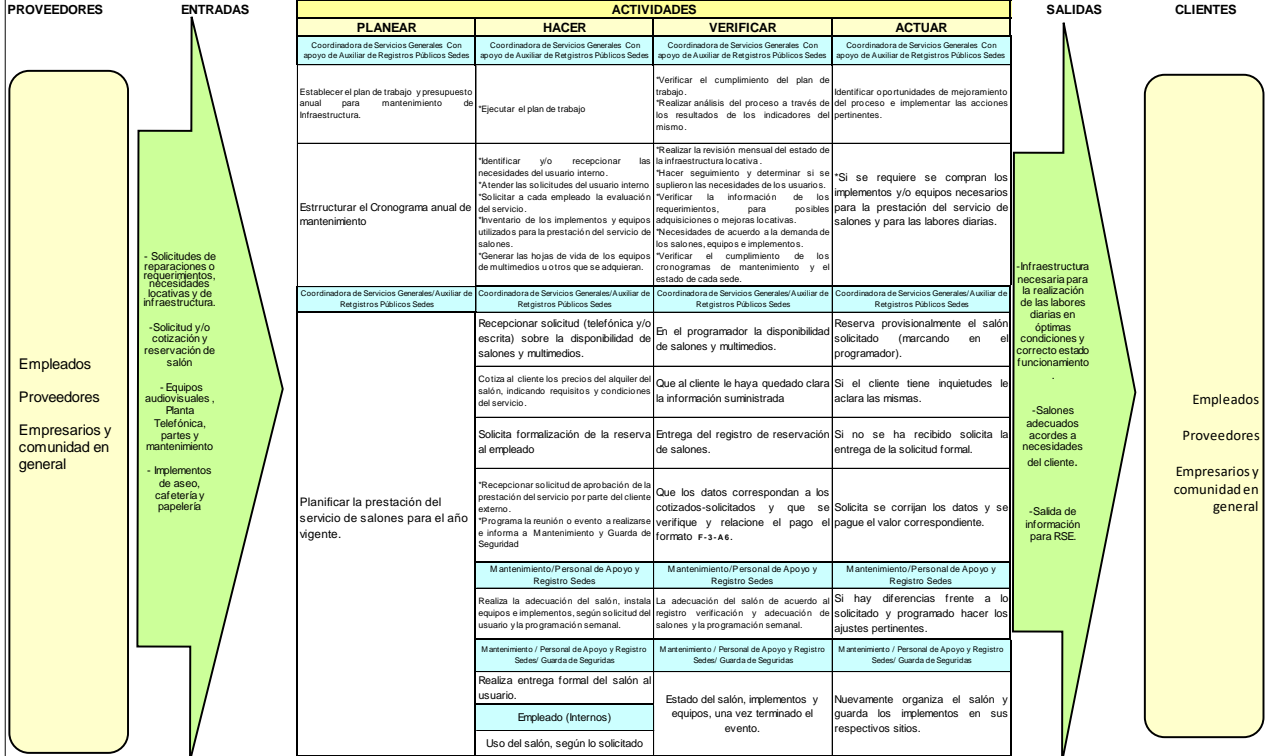 PROVEEDORES
ENTRADAS
ACTIVIDADES
SALIDAS
CLIENTES
PLANEAR
HACER
VERIFICAR
ACTUAR
Coordinadora de Servicios Generales Con
apoyo de Auxiliar de Regtistros Públicos Sedes
Coordinadora de Servicios Generales Con
apoyo de Auxiliar de Retgistros Públicos Sedes
Coordinadora de Servicios Generales Con
apoyo de Auxiliar de Retgistros Públicos Sedes
Coordinadora de Servicios Generales Con
apoyo de Auxiliar de Retgistros Públicos Sedes
Establecer el plan de trabajo y presupuesto
anual para mantenimiento de
Infraestructura.
*Ejecutar el plan de trabajo
*Verificar el cumplimiento del plan de
trabajo.
*Realizar análisis del proceso a través de
los resultados de los indicadores del
mismo.
Identificar oportunidades de mejoramiento
del proceso e implementar las acciones
pertinentes.
Estrructurar el Cronograma anual de
mantenimiento
*Identificar y/o recepcionar las
necesidades del usuario interno.
*Atender las solicitudes del usuario interno
*Solicitar a cada empleado la evaluación
del servicio.
*Inventario de los implementos y equipos
utilizados para la prestación del servicio de
salones.
*Generar las hojas de vida de los equipos
de multimedios u otros que se adquieran.
*Realizar la revisión mensual del estado de
la infraestructura locativa.
*Hacer seguimiento y determinar si se
suplieron las necesidades de los usuarios.
*Verificar la información de los
requerimientos, para posibles
adquisiciones o mejoras locativas.
*Necesidades de acuerdo a la demanda de
los salones, equipos e implementos.
*Verificar el cumplimiento de los
cronogramas de mantenimiento y el
estado de cada sede.
*Si se requiere se compran los
implementos y/o equipos necesarios
para la prestación del servicio de
salones y para las labores diarias.
Coordinadora de Servicios Generales/Auxiliar de
Retgistros Públicos Sedes
Coordinadora de Servicios Generales/Auxiliar de
Retgistros Públicos Sedes
Coordinadora de Servicios Generales/Auxiliar de
Retgistros Públicos Sedes
Coordinadora de Servicios Generales/Auxiliar de
Retgistros Públicos Sedes
Planificar la prestación del
servicio de salones para el año
vigente.
Recepcionar solicitud (telefónica y/o
escrita) sobre la disponibilidad de
salones y multimedios.
En el programador la disponibilidad
de salones y multimedios.
Reserva provisionalmente el salón
solicitado (marcando en el
programador).
Cotiza al cliente los precios del alquiler del
salón, indicando requisitos y condiciones
del servicio.
Que al cliente le haya quedado clara
la información suministrada
Si el cliente tiene inquietudes le
aclara las mismas.
Solicita formalización de la reserva
al empleado
Entrega del registro de reservación
de salones.
Si no se ha recibido solicita la
entrega de la solicitud formal.
*Recepcionar solicitud de aprobación de la
prestación del servicio por parte del cliente
externo.
*Programa la reunión o evento a realizarse
e informa a Mantenimiento y Guarda de
Seguridad
Que los datos correspondan a los
cotizados-solicitados y que se
verifique y relacione el pago el
formato F-3-A6.
Solicita se corrijan los datos y se
pague el valor correspondiente.
Mantenimiento/Personal de Apoyo y
Registro Sedes
Mantenimiento/Personal de Apoyo y
Registro Sedes
Mantenimiento/Personal de Apoyo y
Registro Sedes
Realiza la adecuación del salón, instala
equipos e implementos, según solicitud del
usuario y la programación semanal.
La adecuación del salón de acuerdo al
registro verificación y adecuación de
salones y la programación semanal.
Si hay diferencias frente a lo
solicitado y programado hacer los
ajustes pertinentes.
Mantenimiento / Personal de Apoyo y Registro
Sedes/ Guarda de Seguridas
Mantenimiento / Personal de Apoyo y Registro
Sedes/ Guarda de Seguridas
Mantenimiento / Personal de Apoyo y Registro
Sedes/ Guarda de Seguridas
Realiza entrega formal del salón al
usuario.
Empleado (Internos)
Uso del salón, según lo solicitado
Estado del salón, implementos y
equipos, una vez terminado el
evento.
Nuevamente organiza el salón y
guarda los implementos en sus
respectivos sitios.
Empleados
Proveedores
Empresarios y
comunidad en
general
- Solicitudes de
reparaciones o
requerimientos,
necesidades
locativas y de
infraestructura.
-Solicitud y/o
cotización y
reservación de
salón
- Equipos
audiovisuales ,
Planta
Telefónica,
partes y
mantenimiento
- Implementos
de aseo,
cafetería y
papelería
-Infraestructura
necesaria para
la realización
de las labores
diarias en
óptimas
condiciones y
correcto estado
funcionamiento
.
-Salones
adecuados
acordes a
necesidades
del cliente.
-Salida de
información
para RSE.
Empleados
Proveedores
Empresarios y
comunidad en
general